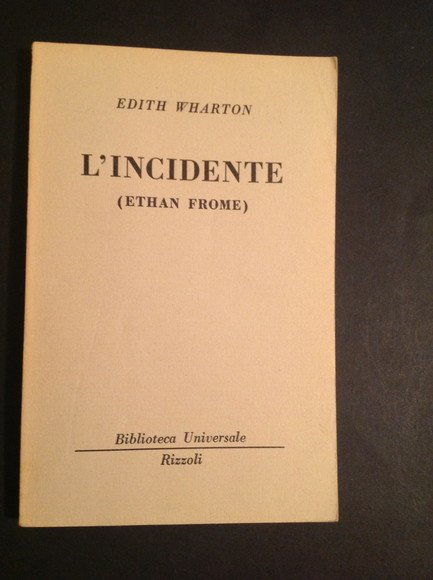 EDITH WHARTON
L'INCIDENTE
(ETHAN FROME)
Biblioteca Universale
Rizzoli